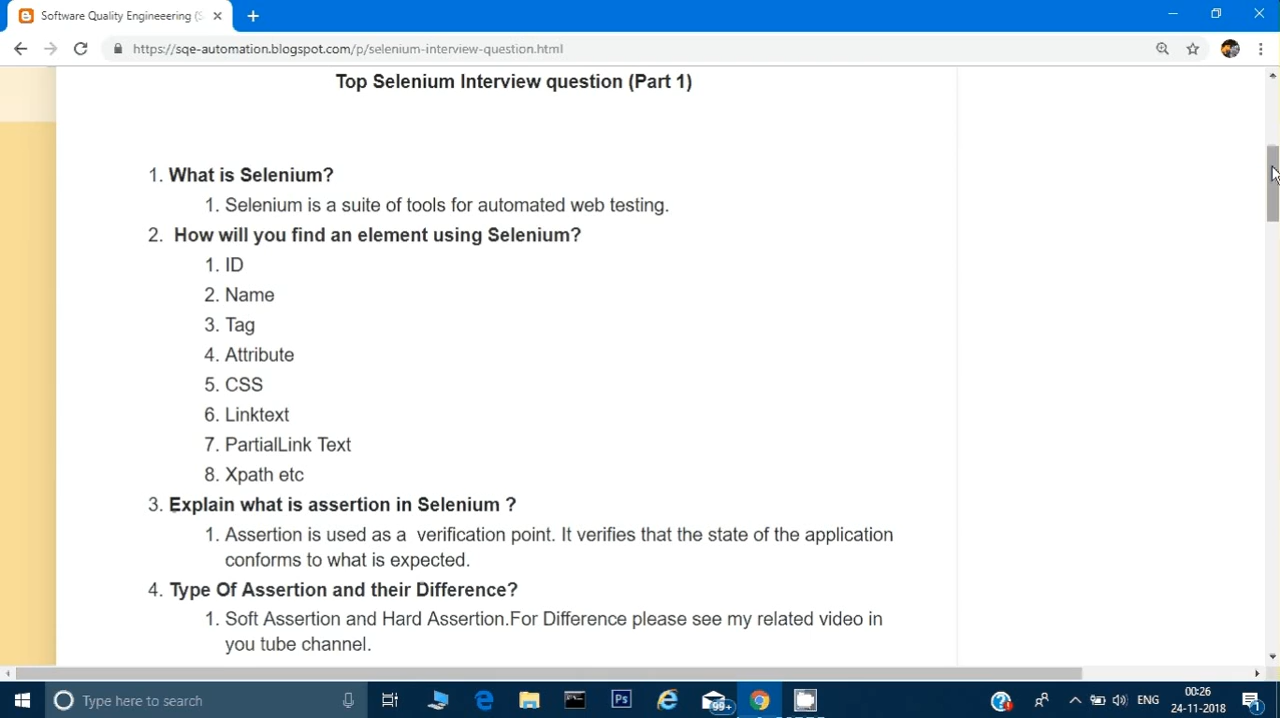 Software Quality Engineeering (S
https://sqe-automation.blogspot.com/p/selenium-interview-question.html
Top Selenium Interview question (Part 1)
1. What is Selenium?
1. Selenium is a suite of tools for automated web testing.
2. How will you find an element using Selenium?
1. ID
2. Name
3. Tag
4. Attribute
5. CSS
6. Linktext
7. PartialLink Text
8. Xpath etc
3. Explain what is assertion in Selenium ?
1. Assertion is used as a verification point. It verifies that the state of the application
conforms to what is expected.
4. Type Of Assertion and their Difference?
1. Soft Assertion and Hard Assertion.For Difference please see my related video in
you tube channel.
Type here to search
Ps
99+
ENG
00:26
24-11-2018
1